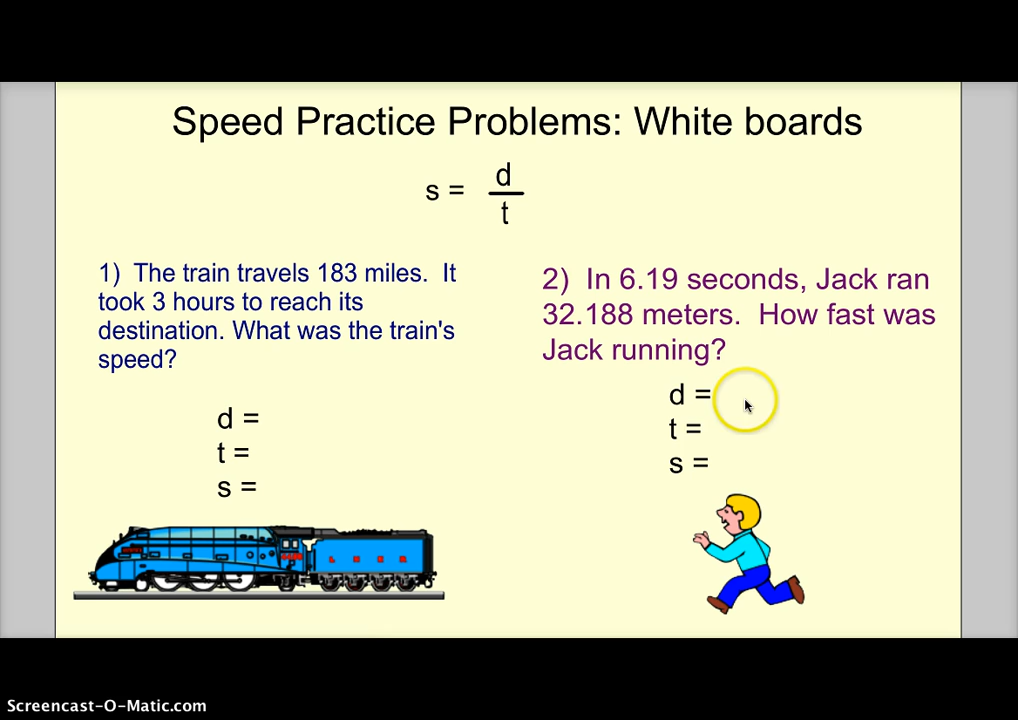 Speed Practice Problems: White boards
s = d
t
1) The train travels 183 miles. It
took 3 hours to reach its
destination. What was the train's
speed?
d =
t =
s =
2) In 6.19 seconds, Jack ran
32.188 meters. How fast was
Jack running?
d =
t =
s =
Screencast-O-Matic.com